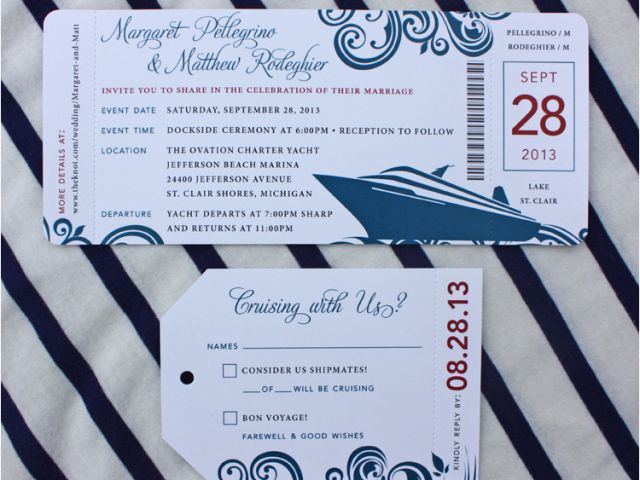 Margaret Pellegrino
& Matthew Rodeghier
INVITE YOU TO SHARE IN THE CELEBRATION OF THEIR MARRIAGE
EVENT DATE SATURDAY, SEPTEMBER 28, 2013
EVENT TIME DOCKSIDE CEREMONY AT 6:00PM • RECEPTION TO FOLLOW
LOCATION THE OVATION CHARTER YACHT
JEFFERSON BEACH MARINA
24400 JEFFERSON AVENUE
ST. CLAIR SHORES, MICHIGAN
DEPARTURE YACHT DEPARTS AT 7:00PM SHARP
AND RETURNS AT 11:00PM
MORE DETAILS AT:
www.theknot.com/wedding/Margaret-and-Matt
PELLEGRINO / M
RODEGHIER / M
SEPT
28
2013
LAKE
ST. CLAIR
Cruising with Us?
NAMES
CONSIDER US SHIPMATES!
OF WILL BE CRUISING
BON VOYAGE!
FAREWELL & GOOD WISHES
KINDLY REPLY BY: 08.28.13